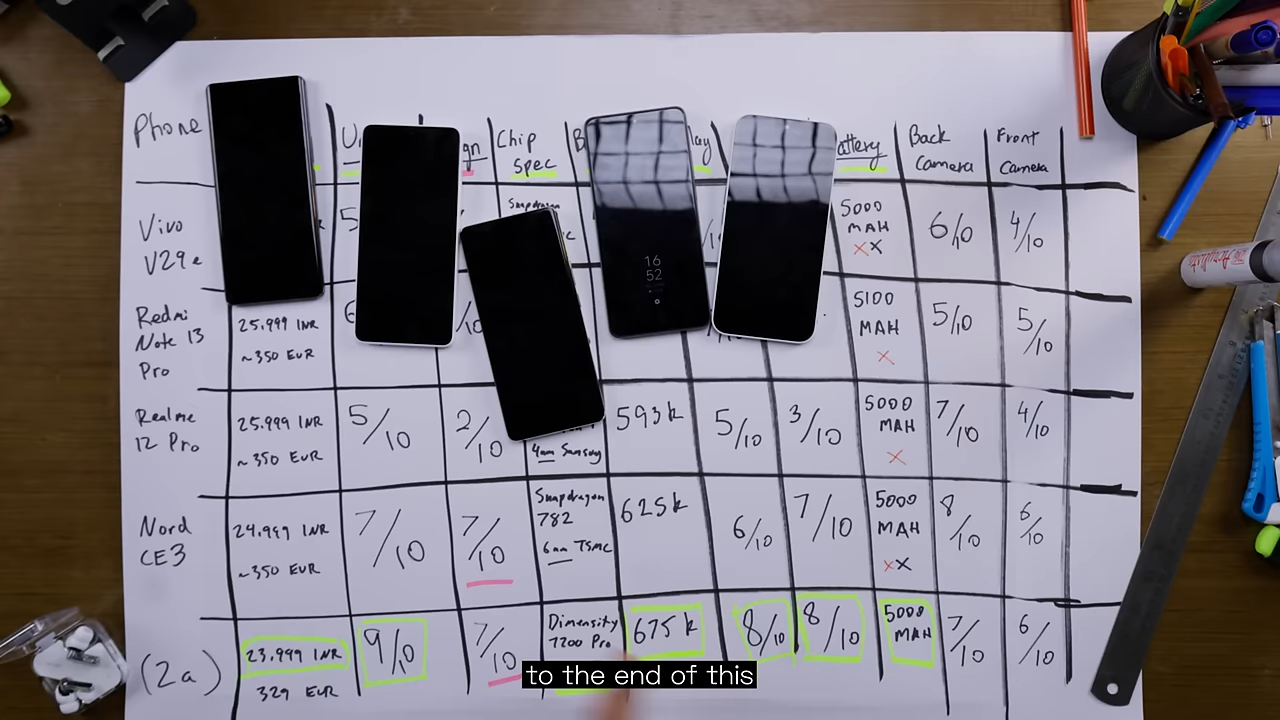 Phone
Chip
Spec
Back
Camera
Front
Camera
Vivo
V29e
Snapdragon
5000
MAH
XX
6/10
4/10
Redmi
Note 13
Pro
25.999 INR
~350 EUR
5100
MAH
X
5/10
5/10
Realme
12 Pro
25.999 INR
~350 EUR
5/10
2/10
4nm Samsung
593k
5/10
3/10
5000
MAH
X
7/10
4/10
Nord
CE3
24.999 INR
~350 EUR
7/10
7/10
Snapdragon
782
6nm TSMC
625k
6/10
7/10
5000
MAH
XX
8/10
6/10
(2a)
23.999 INR
329 EUR
9/10
7/10
Dimensity
7200 Pro
675k
8/10
8/10
5000
MAH
7/10
6/10
16
52
to the end of this